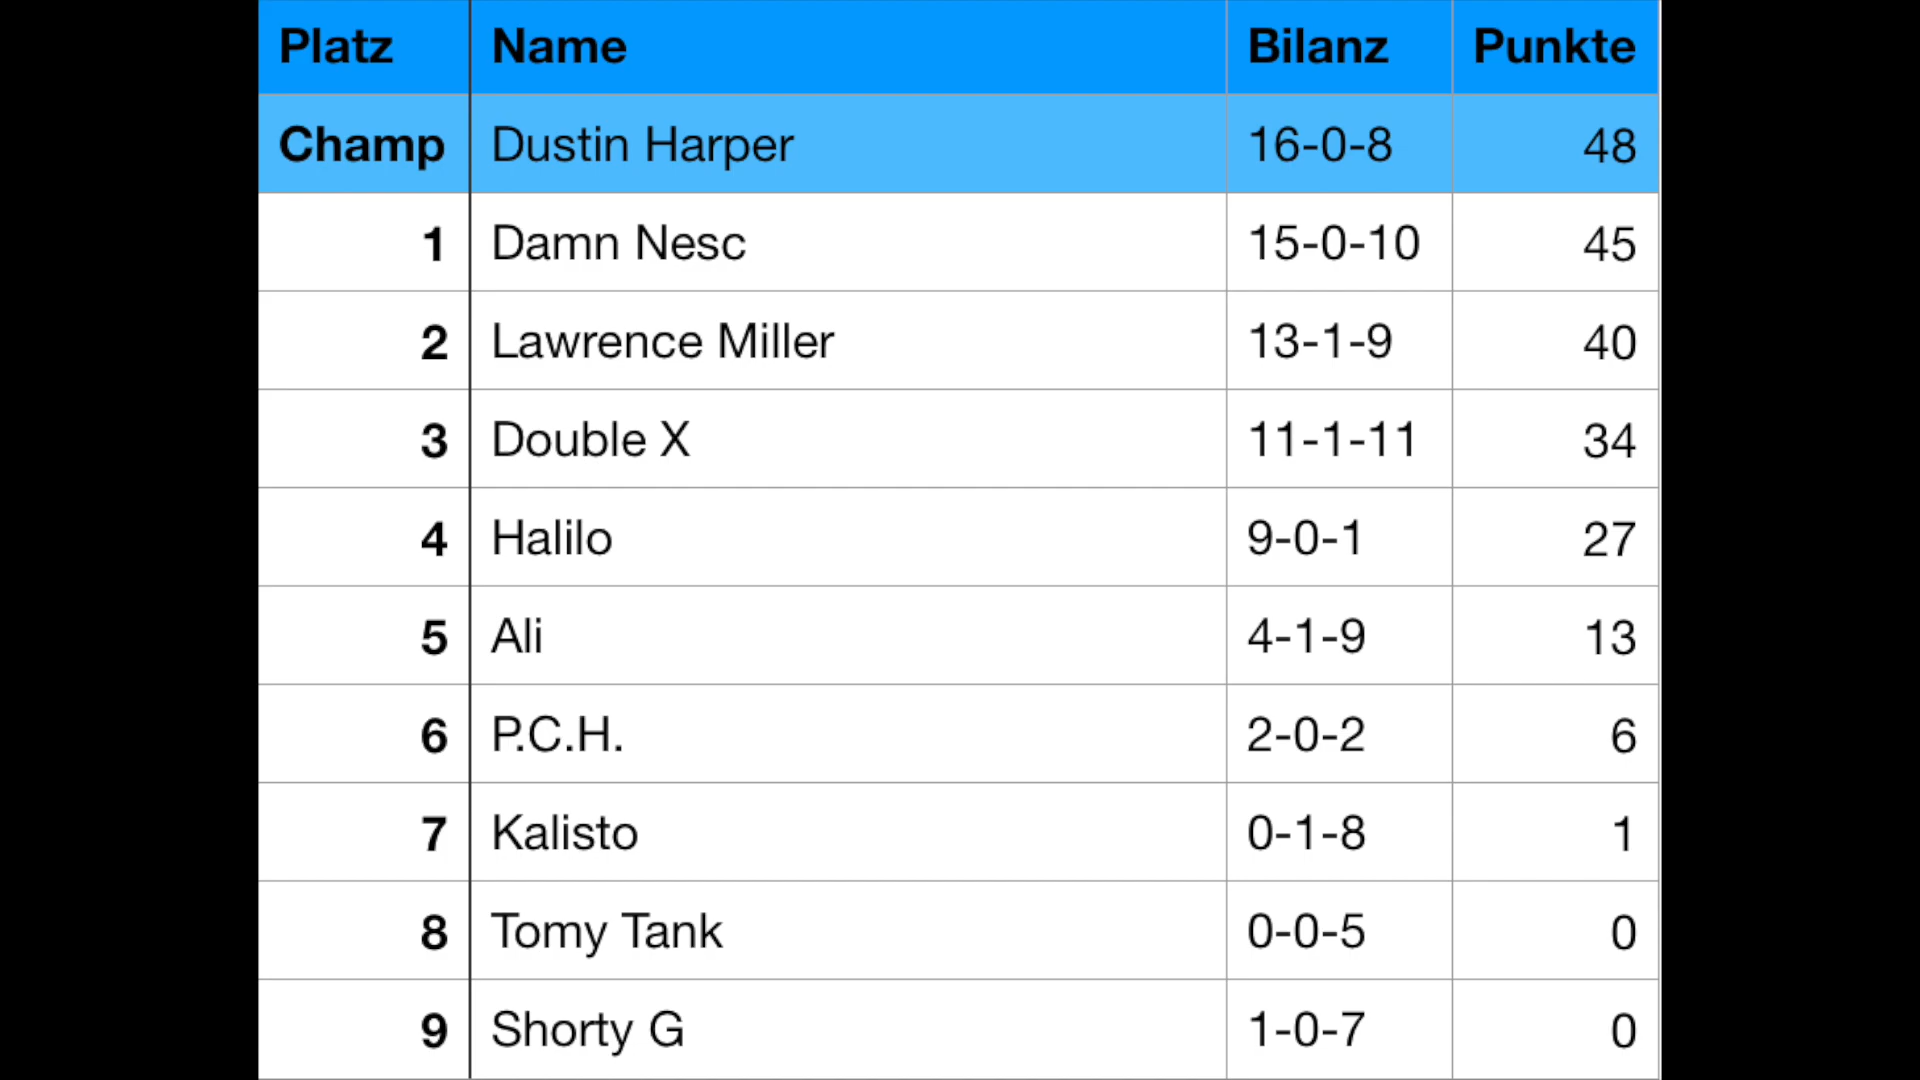 Platz Name Bilanz Punkte
Champ Dustin Harper 16-0-8 48
1 Damn Nesc 15-0-10 45
2 Lawrence Miller 13-1-9 40
3 Double X 11-1-11 34
4 Halilo 9-0-1 27
5 Ali 4-1-9 13
6 P.C.H. 2-0-2 6
7 Kalisto 0-1-8 1
8 Tomy Tank 0-0-5 0
9 Shorty G 1-0-7 0